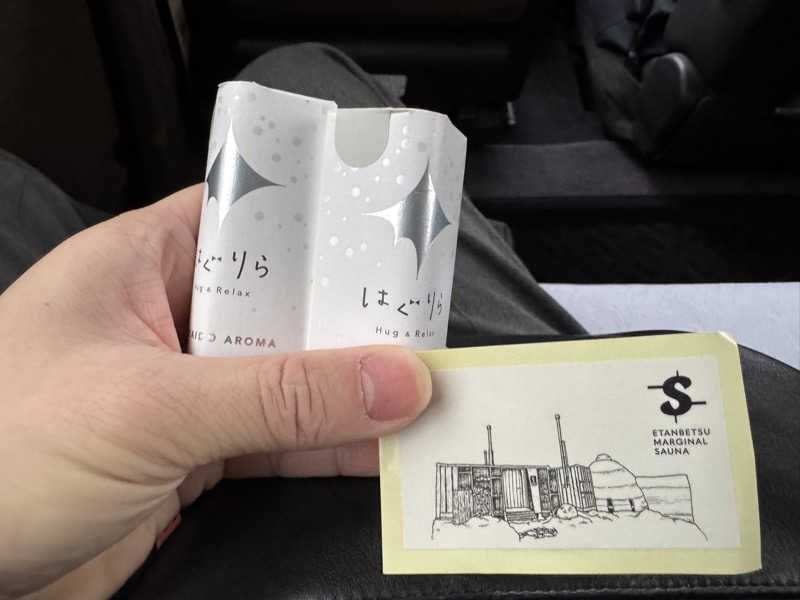 はぐりら
Hug & Relax
AROMA
はぐりら
Hug & Relax
S
ETANBETSU
MARGINAL
SAUNA